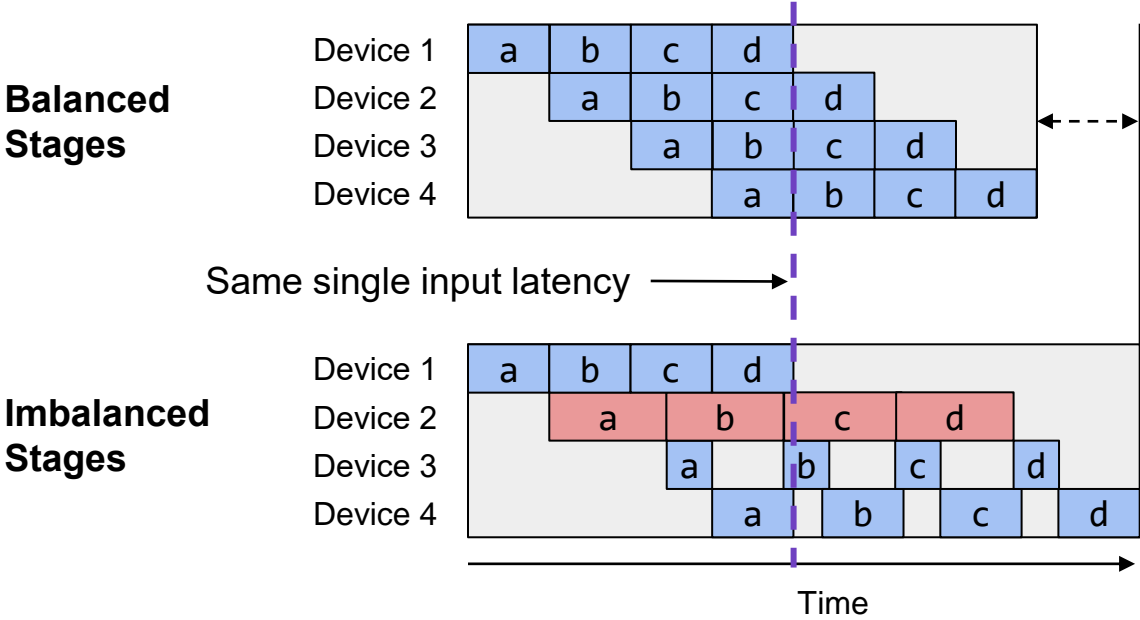 Balanced
Stages
Device 1 a b c d
Device 2 a b c d
Device 3 a b c d
Device 4 a b c d
Same single input latency
Imbalanced
Stages
Device 1 a b c d
Device 2 a b c d
Device 3 a b c d
Device 4 a b c d
Time